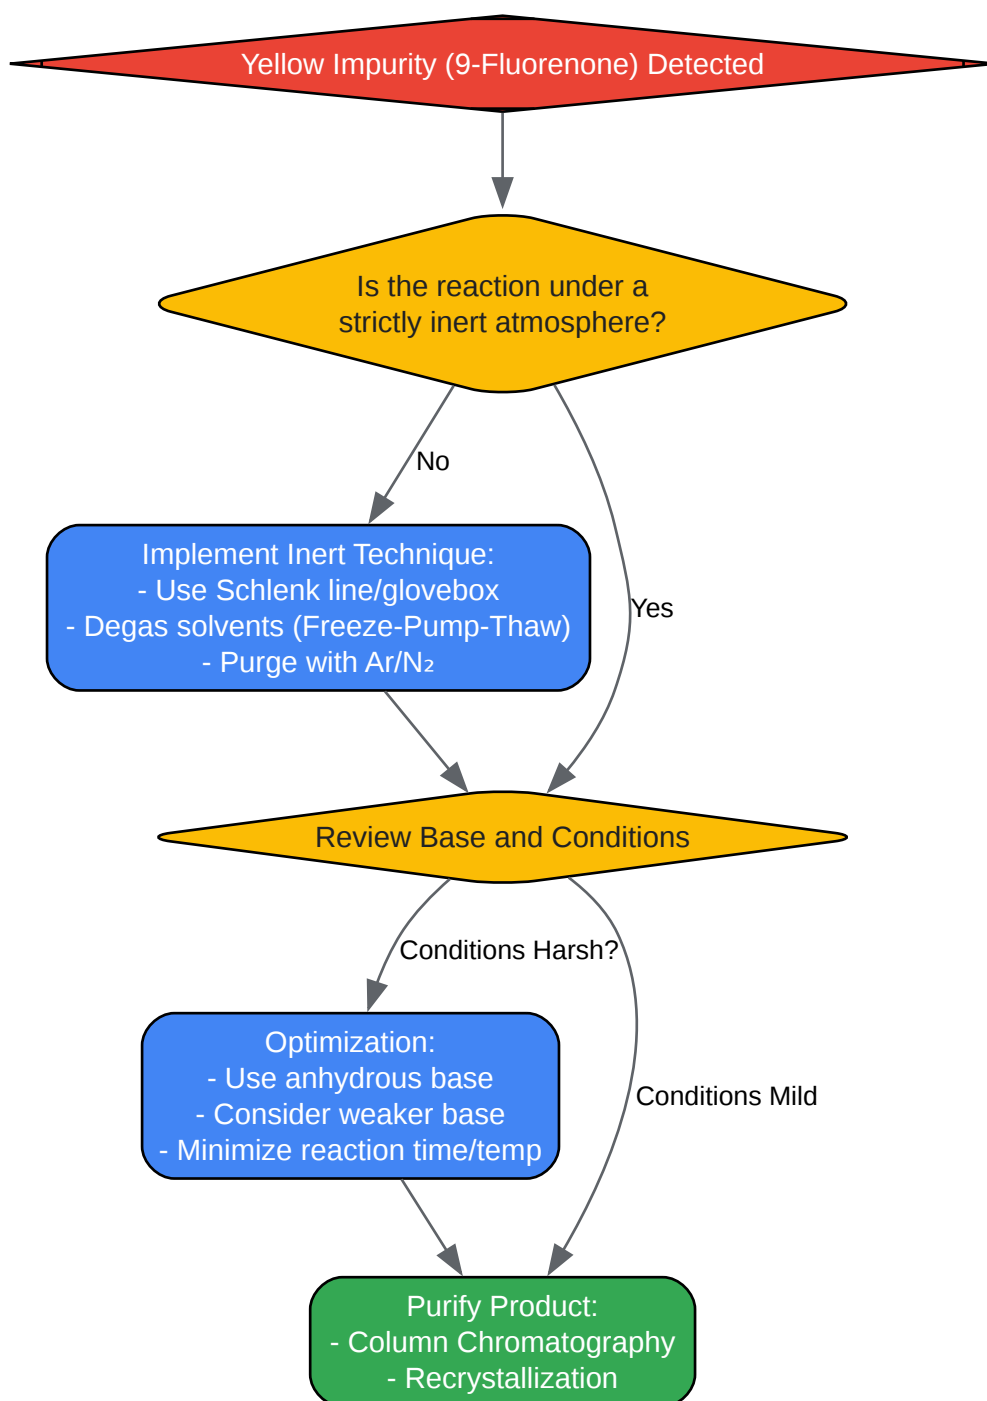 Yellow Impurity (9-Fluorenone) Detected
Is the reaction under a
strictly inert atmosphere?
No
Implement Inert Technique:
- Use Schlenk line/glovebox
- Degas solvents (Freeze-Pump-Thaw)
- Purge with Ar/N₂
Yes
Review Base and Conditions
Conditions Harsh?
Optimization:
- Use anhydrous base
- Consider weaker base
- Minimize reaction time/temp
Conditions Mild
Purify Product:
- Column Chromatography
- Recrystallization